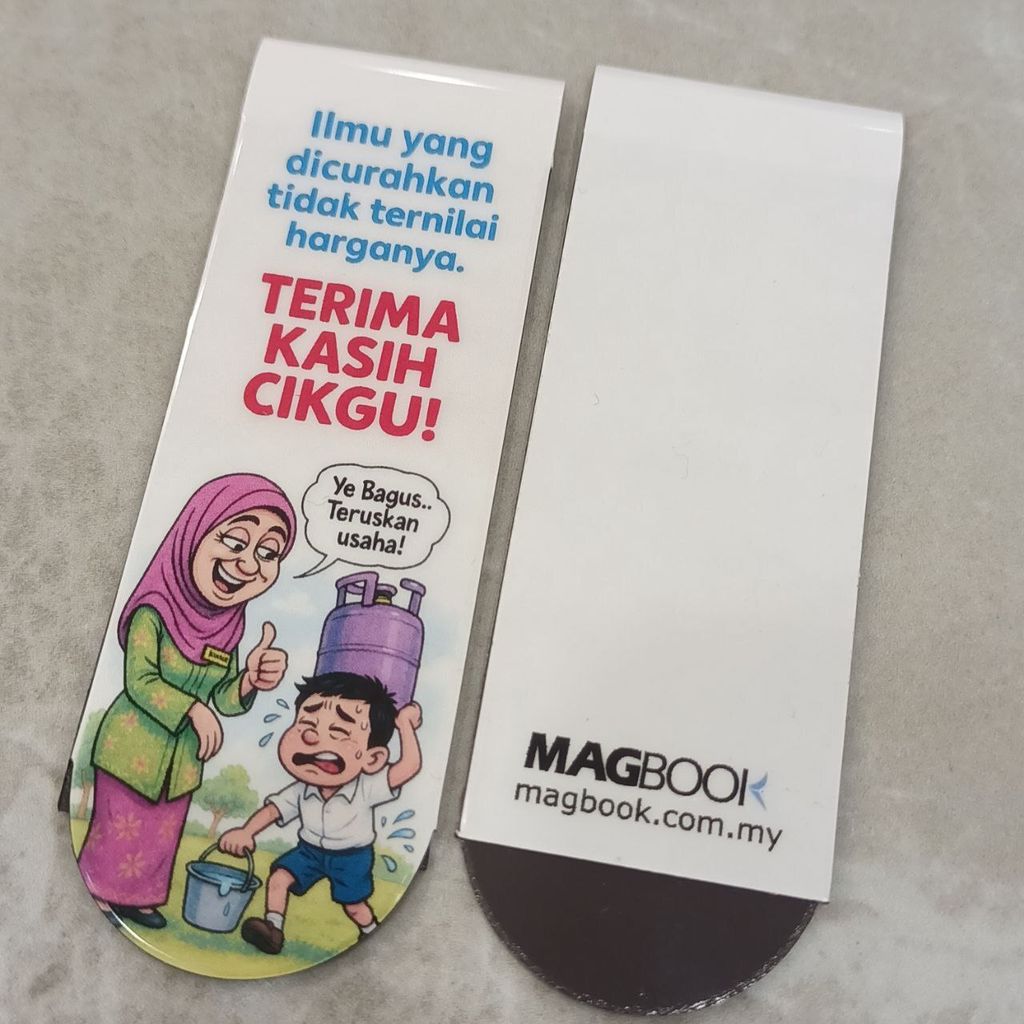 Ilmu yang
dicurahkan
tidak ternilai
harganya.
TERIMA
KASIH
CIKGU!
Ye Bagus..
Teruskan
usaha!
MAGBOOK
magbook.com.my